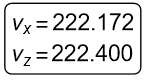 vx = 222.172
vz = 222.400